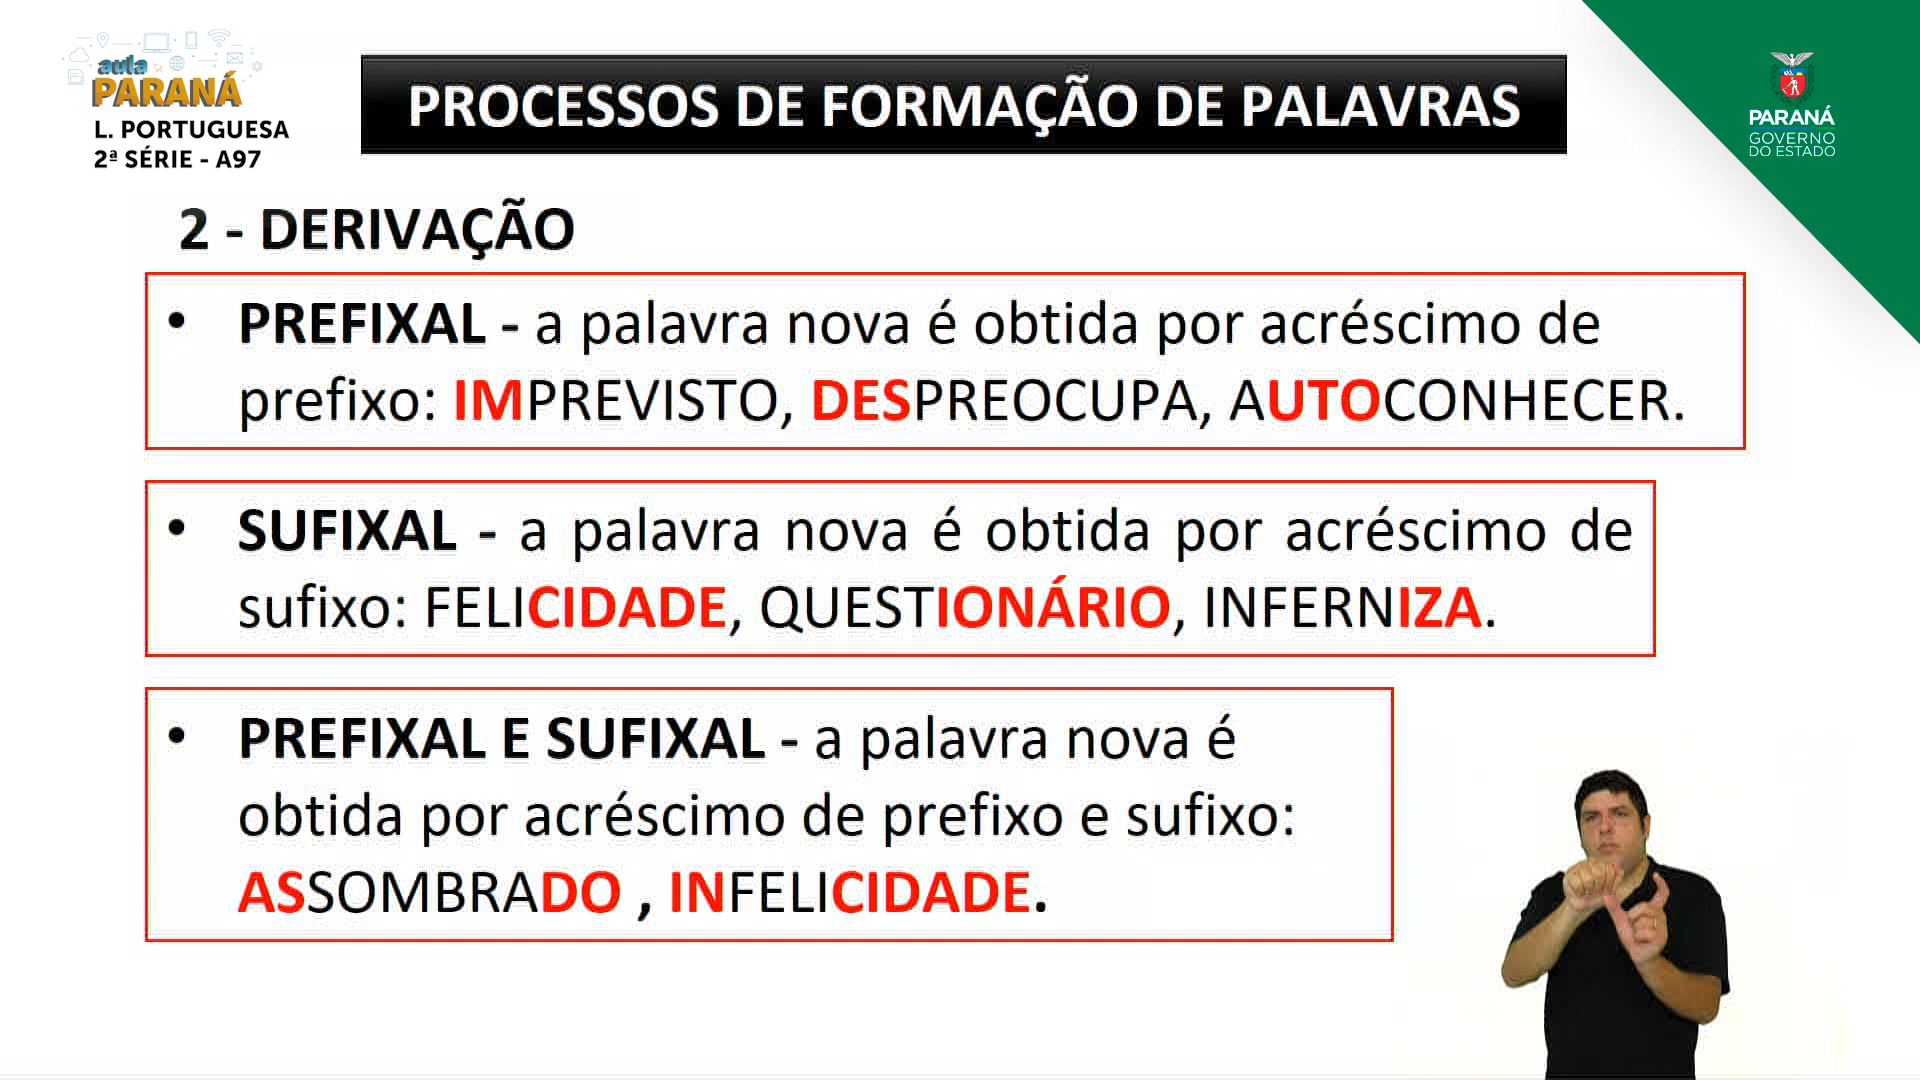 aula
PARANÁ
L. PORTUGUESA
2ª SÉRIE - A97
PROCESSOS DE FORMAÇÃO DE PALAVRAS
PARANÁ
GOVERNO
DO ESTADO
2 - DERIVAÇÃO
• PREFIXAL - a palavra nova é obtida por acréscimo de
prefixo: IMPREVISTO, DESPREOCUPA, AUTOCONHECER.
• SUFIXAL - a palavra nova é obtida por acréscimo de
sufixo: FELICIDADE, QUESTIONÁRIO, INFERNIZA.
• PREFIXAL E SUFIXAL - a palavra nova é
obtida por acréscimo de prefixo e sufixo:
ASSOMBRADO , INFELICIDADE.